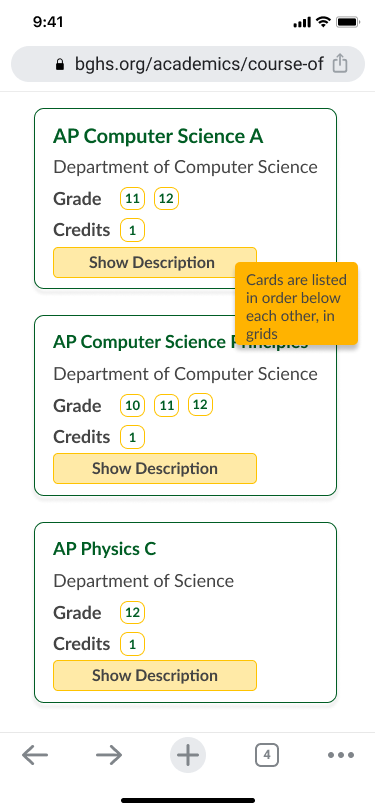 9:41
bghs.org/academics/course-of
AP Computer Science A
Department of Computer Science
Grade 11 12
Credits 1
Show Description
Cards are listed
in order below
each other, in
grids
AP Computer Science Principles
Department of Computer Science
Grade 10 11 12
Credits 1
Show Description
AP Physics C
Department of Science
Grade 12
Credits 1
Show Description
4